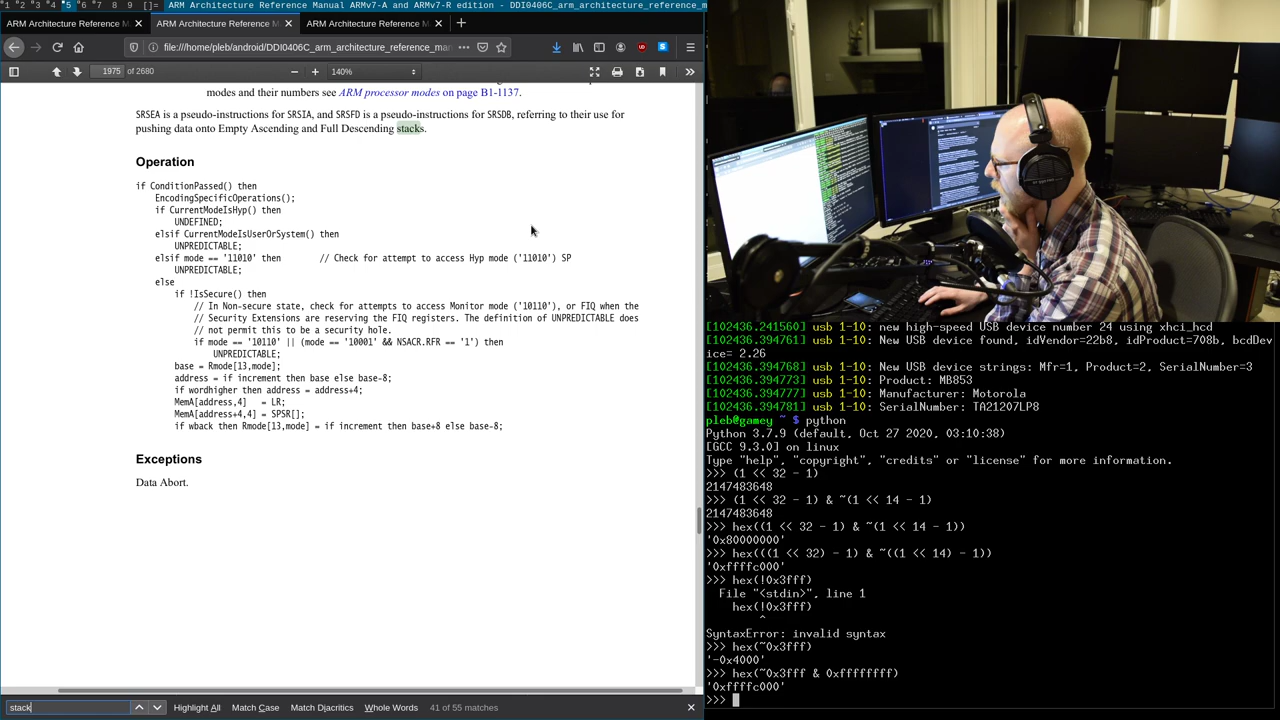 1 2 3 4 5 6 7 8 9 []= ARM Architecture Reference Manual ARMv7-A and ARMv7-R edition - DDI0406C_arm_architecture_reference_m
ARM Architecture Reference M
ARM Architecture Reference M
ARM Architecture Reference M
file:///home/pleb/android/DDI0406C_arm_architecture_reference_ma
1975 of 2680
140%
modes and their numbers see ARM processor modes on page B1-1137.
SRSEA is a pseudo-instructions for SRSIA, and SRSFD is a pseudo-instructions for SRSDB, referring to their use for
pushing data onto Empty Ascending and Full Descending stacks.
Operation
if ConditionPassed() then
EncodingSpecificOperations();
if CurrentModeIsHyp() then
UNDEFINED;
elsif CurrentModeIsUserOrSystem() then
UNPREDICTABLE;
elsif mode == '11010' then // Check for attempt to access Hyp mode ('11010') SP
UNPREDICTABLE;
else
if !IsSecure() then
// In Non-secure state, check for attempts to access Monitor mode ('10110'), or FIQ when the
// Security Extensions are reserving the FIQ registers. The definition of UNPREDICTABLE does
// not permit this to be a security hole.
if mode == '10110' || (mode == '10001' && NSACR.RFR == '1') then
UNPREDICTABLE;
base = Rmode[13,mode];
address = if increment then base else base-8;
if wordhigher then address = address+4;
MemA[address,4] = LR;
MemA[address+4,4] = SPSR[];
if wback then Rmode[13,mode] = if increment then base+8 else base-8;
Exceptions
Data Abort.
stack
Highlight All Match Case Match Diacritics Whole Words 41 of 55 matches
[102436.241560] usb 1-10: new high-speed USB device number 24 using xhci_hcd
[102436.394761] usb 1-10: New USB device found, idVendor=22b8, idProduct=708b, bcdDev
ice= 2.26
[102436.394768] usb 1-10: New USB device strings: Mfr=1, Product=2, SerialNumber=3
[102436.394773] usb 1-10: Product: MB853
[102436.394777] usb 1-10: Manufacturer: Motorola
[102436.394781] usb 1-10: SerialNumber: TA21207LP8
pleb@gamey ~ $ python
Python 3.7.9 (default, Oct 27 2020, 03:10:38)
[GCC 9.3.0] on linux
Type "help", "copyright", "credits" or "license" for more information.
>>> (1 << 32 - 1)
2147483648
>>> (1 << 32 - 1) & ~(1 << 14 - 1)
2147483648
>>> hex((1 << 32 - 1) & ~(1 << 14 - 1))
'0x80000000'
>>> hex(((1 << 32) - 1) & ~((1 << 14) - 1))
'0xffffc000'
>>> hex(!0x3fff)
File "<stdin>", line 1
hex(!0x3fff)
^
SyntaxError: invalid syntax
>>> hex(~0x3fff)
'-0x4000'
>>> hex(~0x3fff & 0xffffffff)
'0xffffc000'
>>>